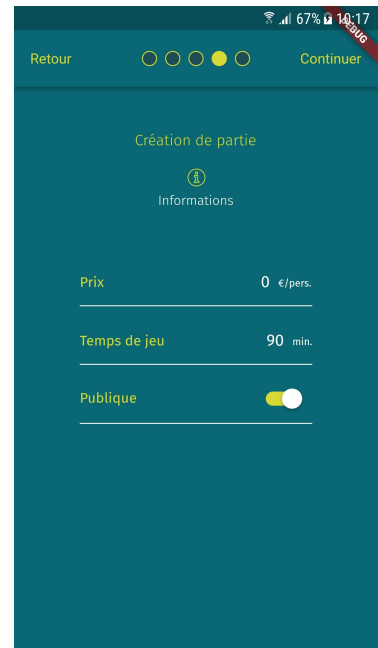 67% 10:17
DEBUG
Retour Continuer
Création de partie
i
Informations
Prix 0 €/pers.
Temps de jeu 90 min.
Publique